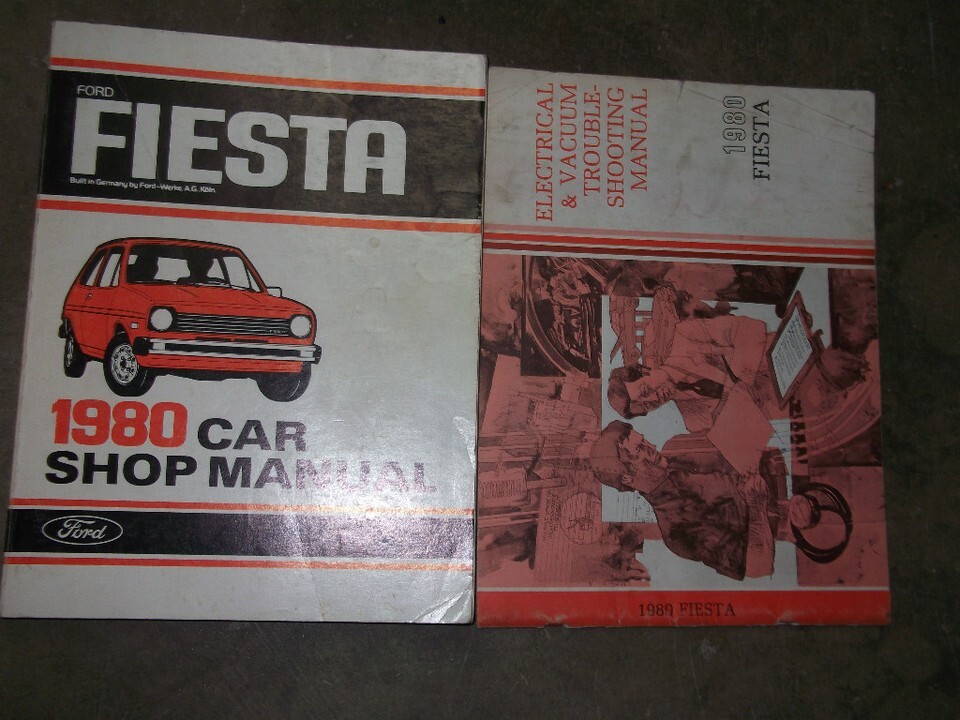 FORD
FIESTA
Built in Germany by Ford-Werke A.G. Köln.
1980 CAR
SHOP MANUAL
Ford
ELECTRICAL
& VACUUM
TROUBLE-
SHOOTING
MANUAL
1980
FIESTA
1980 FIESTA